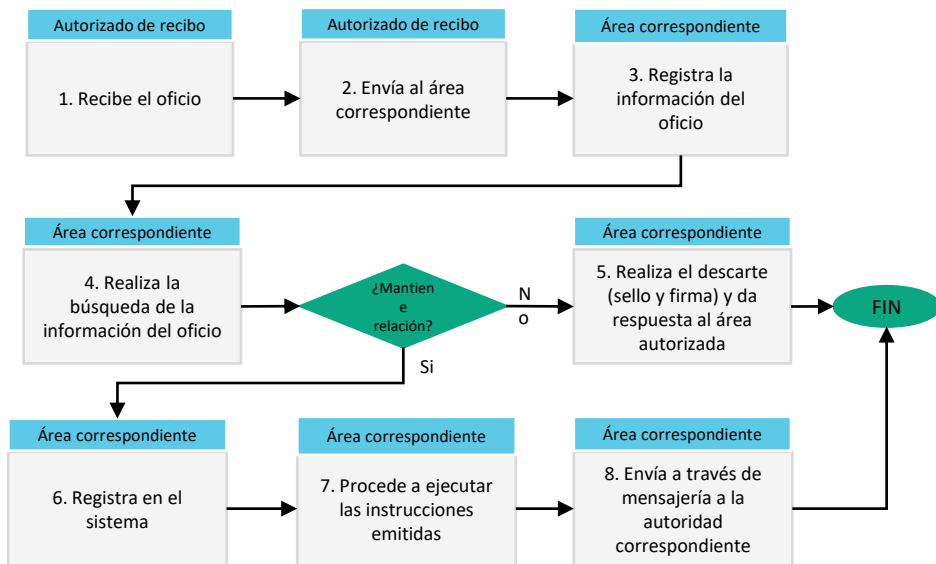 Autorizado de recibo
1. Recibe el oficio
Autorizado de recibo
2. Envía al área
correspondiente
Área correspondiente
3. Registra la
información del
oficio
Área correspondiente
4. Realiza la
búsqueda de la
información del oficio
¿Mantien
e
relación?
N
o
Si
Área correspondiente
5. Realiza el descarte
(sello y firma) y da
respuesta al área
autorizada
FIN
Área correspondiente
6. Registra en el
sistema
Área correspondiente
7. Procede a ejecutar
las instrucciones
emitidas
Área correspondiente
8. Envía a través de
mensajería a la
autoridad
correspondiente